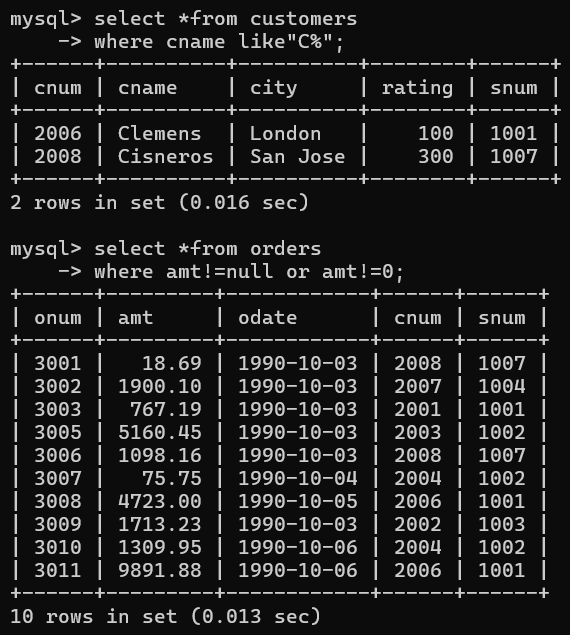 mysql> select *from customers
    -> where cname like"C%";
+------+----------+----------+--------+------+
| cnum | cname    | city     | rating | snum |
+------+----------+----------+--------+------+
| 2006 | Clemens  | London   |    100 | 1001 |
| 2008 | Cisneros | San Jose |    300 | 1007 |
+------+----------+----------+--------+------+
2 rows in set (0.016 sec)

mysql> select *from orders
    -> where amt!=null or amt!=0;
+------+---------+------------+------+------+
| onum | amt     | odate      | cnum | snum |
+------+---------+------------+------+------+
| 3001 |   18.69 | 1990-10-03 | 2008 | 1007 |
| 3002 | 1900.10 | 1990-10-03 | 2007 | 1004 |
| 3003 |  767.19 | 1990-10-03 | 2001 | 1001 |
| 3005 | 5160.45 | 1990-10-03 | 2003 | 1002 |
| 3006 | 1098.16 | 1990-10-03 | 2008 | 1007 |
| 3007 |   75.75 | 1990-10-04 | 2004 | 1002 |
| 3008 | 4723.00 | 1990-10-05 | 2006 | 1001 |
| 3009 | 1713.23 | 1990-10-03 | 2002 | 1003 |
| 3010 | 1309.95 | 1990-10-06 | 2004 | 1002 |
| 3011 | 9891.88 | 1990-10-06 | 2006 | 1001 |
+------+---------+------------+------+------+
10 rows in set (0.013 sec)